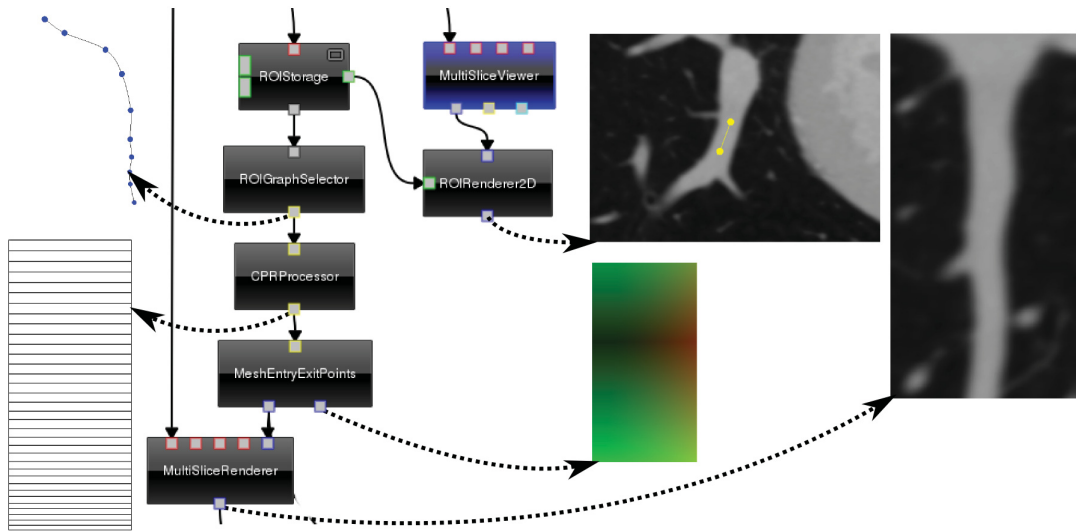 ROIStorage
MultiSliceViewer
ROIGraphSelector
ROIRenderer2D
CPRProcessor
MeshEntryExitPoints
MultiSliceRenderer